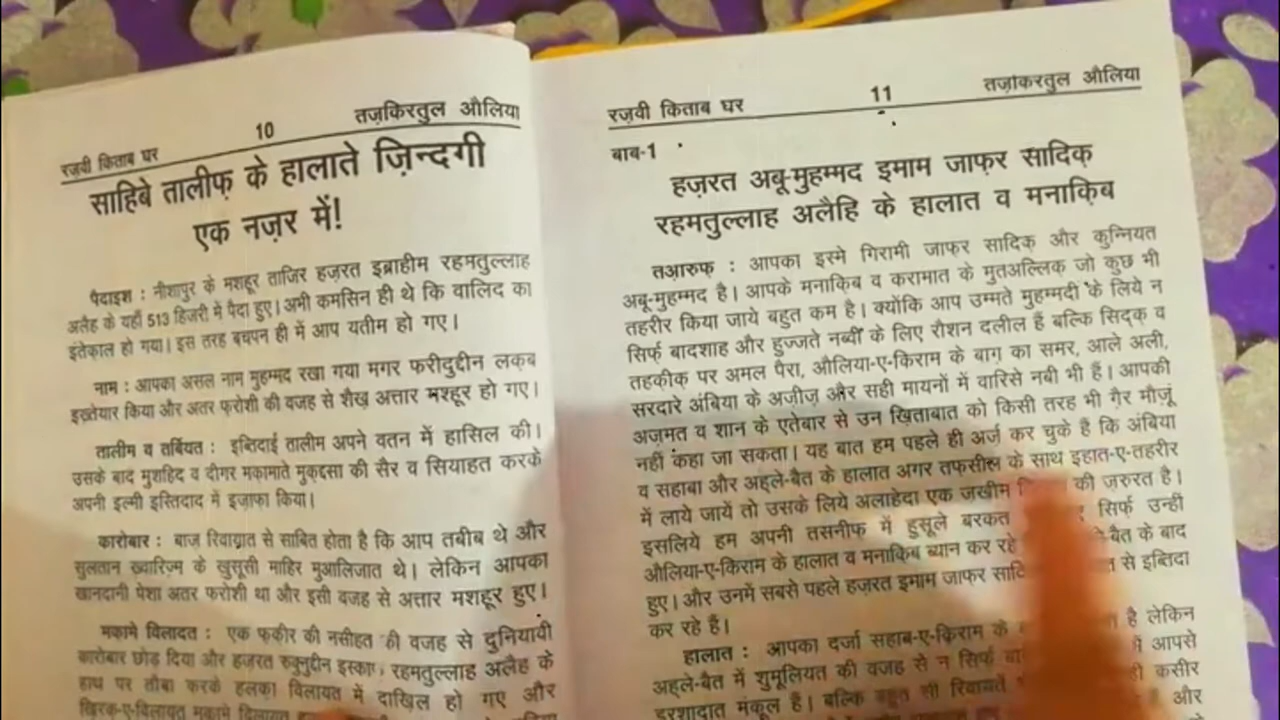 रज़वी किताब घर 10 तज़किरतुल औलिया
साहिबे तालीफ़ के हालाते ज़िन्दगी
एक नज़र में!
पैदाइश : नीशापुर के मशहूर ताजिर हज़रत इब्राहीम रहमतुल्लाह
अलैह के यहाँ 513 हिजरी में पैदा हुए। अभी कमसिन ही थे कि वालिद का
इंतेक़ाल हो गया। इस तरह बचपन ही में आप यतीम हो गए।
नाम : आपका असल नाम मुहम्मद रखा गया मगर फरीदुद्दीन लक़ब
इख़्तेयार किया और अतर फ़रोशी की वजह से शैख़ अत्तार मशहूर हो गए।
तालीम व तर्बियत : इब्तिदाई तालीम अपने वतन में हासिल की।
उसके बाद मुशहिद व दीगर मक़ामाते मुक़द्दसा की सैर व सियाहत करके
अपनी इल्मी इस्तिदाद में इज़ाफ़ा किया।
कारोबार : बाज़ रिवायात से साबित होता है कि आप तबीब थे और
सुलतान ख़्वारिज़्म के खुसूसी माहिर मुआलिजात थे। लेकिन आपका
खानदानी पेशा अतर फ़रोशी था और इसी वजह से अत्तार मशहूर हुए।
मक़ामे विलादत : एक फ़क़ीर की नसीहत की वजह से दुनियावी
कारोबार छोड़ दिया और हज़रत रुकुनुद्दीन रहमतुल्लाह अलैह के
हाथ पर तौबा करके हलक़ा विलायत में दाख़िल हो गए और
ख़िरक़-ए-विलायत मक़ामे विलायत
रज़वी किताब घर 11 तज़किरतुल औलिया
बाब-1
हज़रत अबू-मुहम्मद इमाम जाफ़र सादिक़
रहमतुल्लाह अलैहि के हालात व मनाक़िब
तआरुफ़ : आपका इस्मे गिरामी जाफ़र सादिक़ और कुन्नियत
अबू-मुहम्मद है। आपके मनाक़िब व करामात के मुतअल्लिक़ जो कुछ भी
तहरीर किया जाये बहुत कम है। क्योंकि आप उम्मते मुहम्मदी के लिये न
सिर्फ़ बादशाह और हुज्जते नब्वीं के लिए रौशन दलील हैं बल्कि सिद्क़ व
तहक़ीक़ पर अमल पैरा, औलिया-ए-किराम के बाग़ का समर, आले अली,
सरदारे अंबिया के अज़ीज़ और सही मायनों में वारिसे नबी भी हैं। आपकी
अज़मत व शान के एतेबार से उन ख़िताबात को किसी तरह भी ग़ैर मौज़ूं
नहीं कहा जा सकता। यह बात हम पहले ही अर्ज़ कर चुके हैं कि अंबिया
व सहाबा और अह्ले-बैत के हालात अगर तफ़सील के साथ इहात-ए-तहरीर
में लाये जायें तो उसके लिये अलाहेदा एक जखीम की ज़रुरत है।
इसलिये हम अपनी तसनीफ़ में हुसूले बरकत सिर्फ़ उन्हीं
औलिया-ए-किराम के हालात व मनाक़िब ब्यान कर रहे बैत के बाद
हुए। और उनमें सबसे पहले हज़रत इमाम जाफ़र से इब्तिदा
कर रहे हैं।
हालात : आपका दर्जा सहाब-ए-किराम के है लेकिन
अहले-बैत में शुमूलियत की वजह से न सिर्फ़ आपसे
इरशादात मंक़ूल हैं। बल्कि बहुत सी रिवायतें कसीर
और